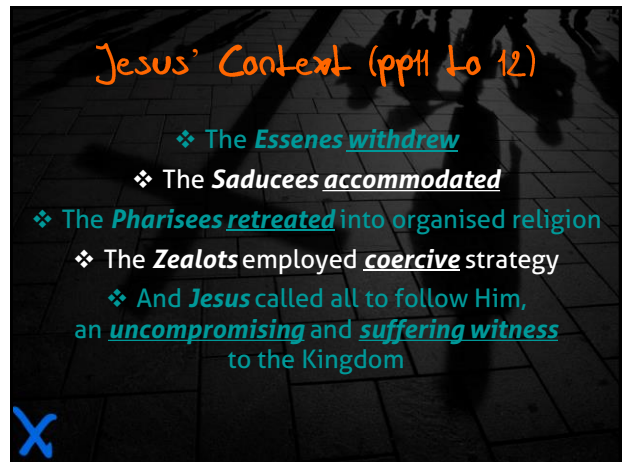 Jesus' Context (pp11 to 12)
❖ The Essenes withdrew
❖ The Saducees accommodated
❖ The Pharisees retreated into organised religion
❖ The Zealots employed coercive strategy
❖ And Jesus called all to follow Him,
an uncompromising and suffering witness
to the Kingdom
X